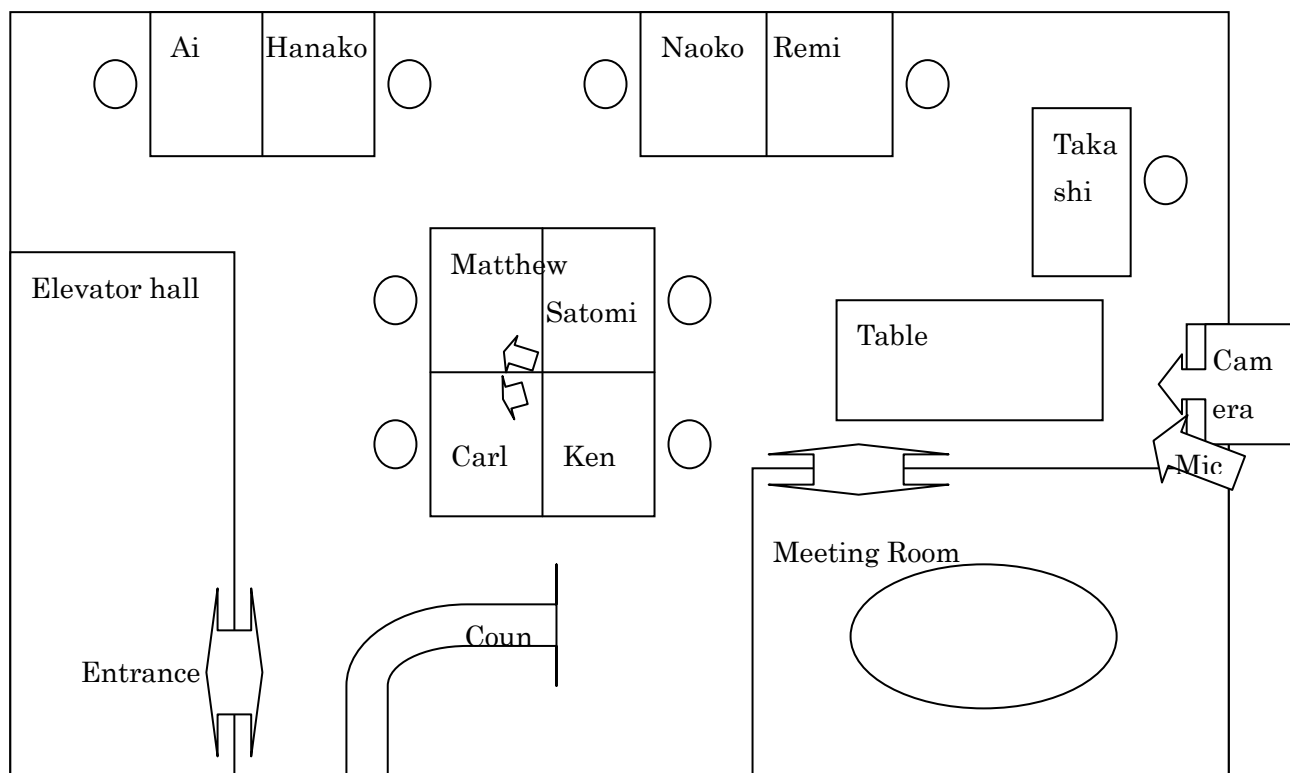 Ai
Hanako
Naoko
Remi
Taka
shi
Matthew
Satomi
Elevator hall
Table
Cam
era
Carl
Ken
Mic
Meeting Room
Coun
Entrance